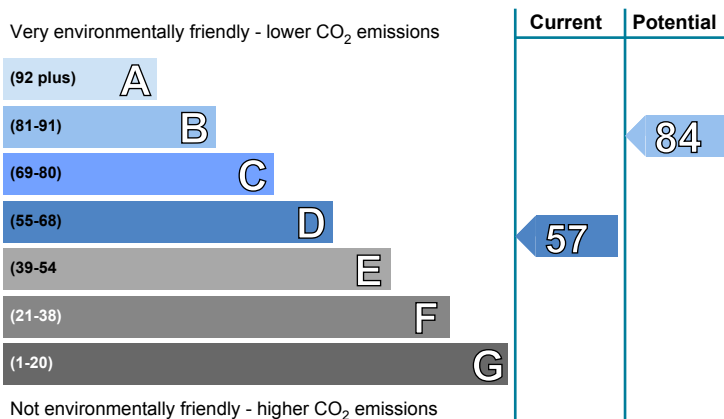 Very environmentally friendly - lower CO2 emissions
Current
Potential
(92 plus) A
(81-91) B
84
(69-80) C
(55-68) D
57
(39-54 E
(21-38) F
(1-20) G
Not environmentally friendly - higher CO2 emissions